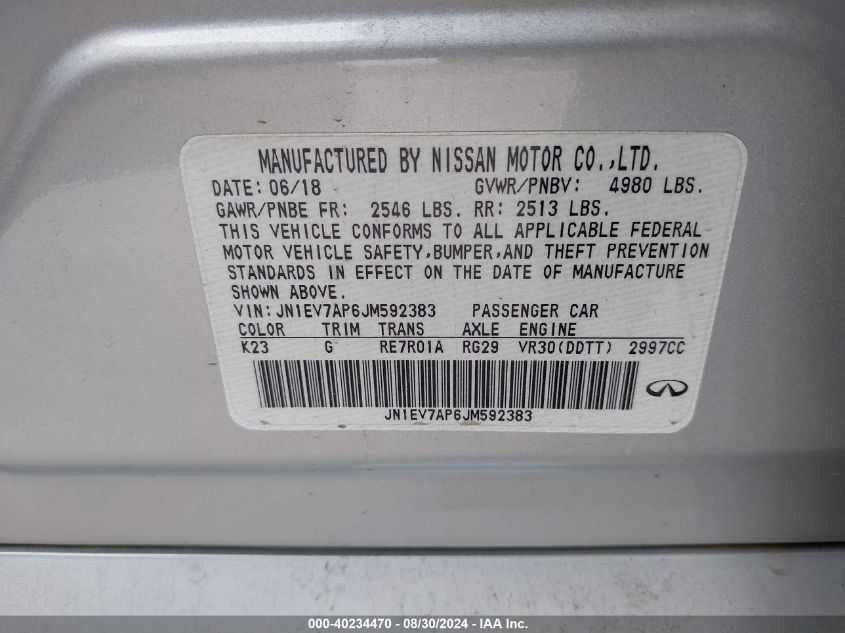 MANUFACTURED BY NISSAN MOTOR CO.,LTD.
DATE: 06/18 GVWR/PNBV: 4980 LBS.
GAWR/PNBE FR: 2546 LBS. RR: 2513 LBS.
THIS VEHICLE CONFORMS TO ALL APPLICABLE FEDERAL
MOTOR VEHICLE SAFETY,BUMPER,AND THEFT PREVENTION
STANDARDS IN EFFECT ON THE DATE OF MANUFACTURE
SHOWN ABOVE.
VIN: JN1EV7AP6JM592383 PASSENGER CAR
COLOR TRIM TRANS AXLE ENGINE
K23 G RE7R01A RG29 VR30(DDTT) 2997CC
JN1EV7AP6JM592383
000-40234470 - 08/30/2024 - IAA Inc.